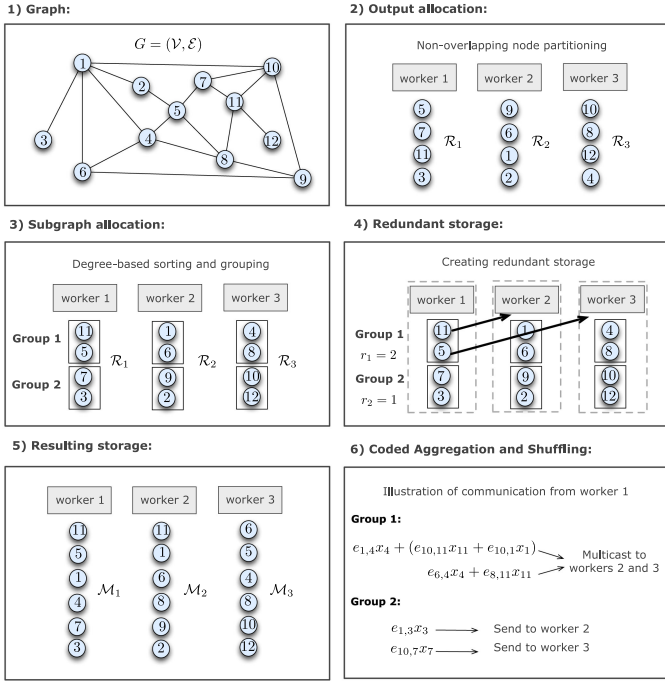 1) Graph:
G = (𝒱, ℰ)
1
10
2
7
11
5
3
4
12
8
6
9
2) Output allocation:
Non-overlapping node partitioning
worker 1 worker 2 worker 3
5 9 10
7 6 8
ℛ₁ ℛ₂ ℛ₃
11 1 12
3 2 4
3) Subgraph allocation:
Degree-based sorting and grouping
worker 1 worker 2 worker 3
Group 1
11 1 4
5 6 8
ℛ₁ ℛ₂ ℛ₃
Group 2
7 9 10
3 2 12
4) Redundant storage:
Creating redundant storage
worker 1 worker 2 worker 3
Group 1
11 1 4
r₁ = 2
5 6 8
Group 2
7 9 10
r₂ = 1
3 2 12
5) Resulting storage:
worker 1 worker 2 worker 3
11 11 6
5 1 5
1 6 4
ℳ₁ ℳ₂ ℳ₃
4 8 8
7 9 10
3 2 12
6) Coded Aggregation and Shuffling:
Illustration of communication from worker 1
Group 1:
e₁,₄x₄ + (e₁₀,₁₁x₁₁ + e₁₀,₁x₁)
e₆,₄x₄ + e₈,₁₁x₁₁
Multicast to
workers 2 and 3
Group 2:
e₁,₃x₃ Send to worker 2
e₁₀,₇x₇ Send to worker 3